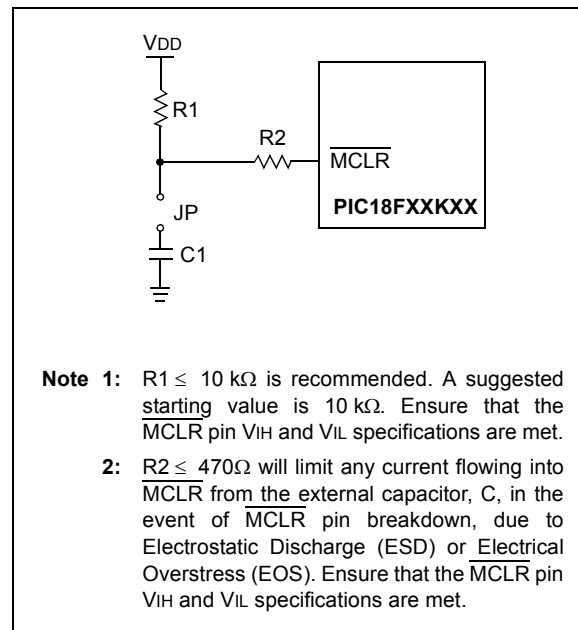 VDD
R1
R2
MCLR
JP
PIC18FXXKXX
C1
Note 1: R1 ≤ 10 kΩ is recommended. A suggested
starting value is 10 kΩ. Ensure that the
MCLR pin VIH and VIL specifications are met.
2: R2 ≤ 470Ω will limit any current flowing into
MCLR from the external capacitor, C, in the
event of MCLR pin breakdown, due to
Electrostatic Discharge (ESD) or Electrical
Overstress (EOS). Ensure that the MCLR pin
VIH and VIL specifications are met.